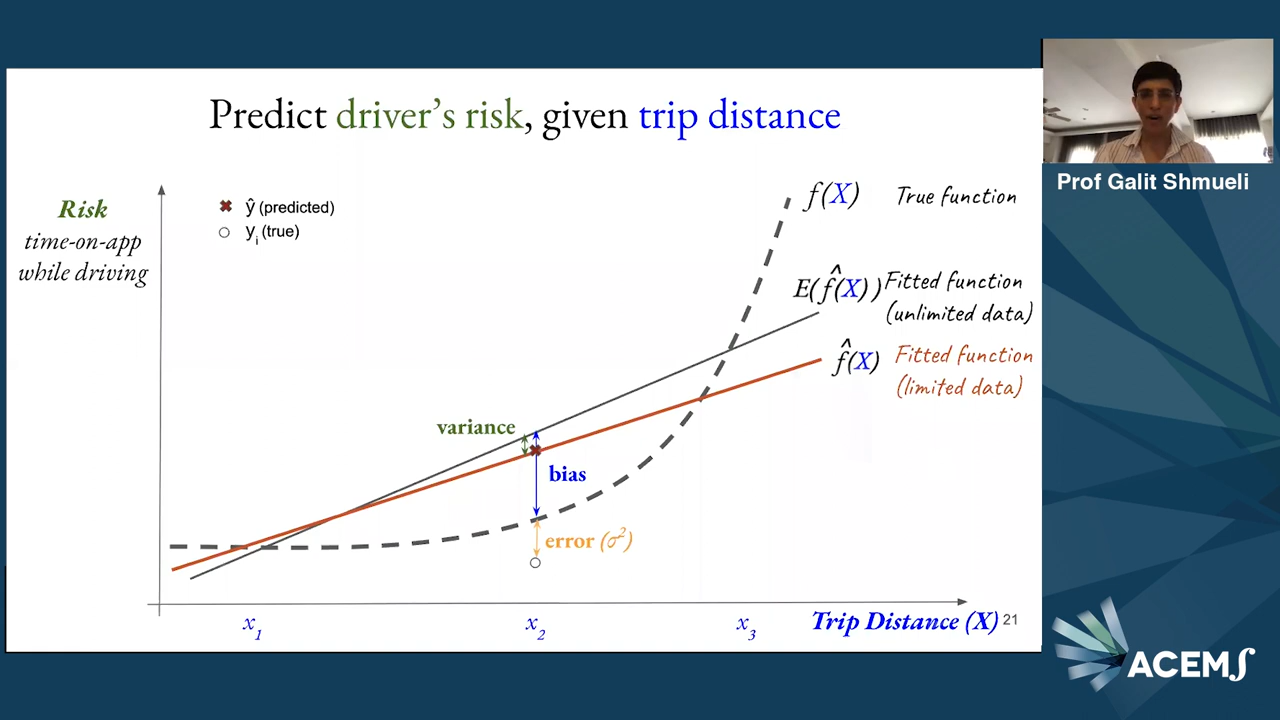 Predict driver's risk, given trip distance
Prof Galit Shmueli
Risk
time-on-app
while driving
ŷ (predicted)
yᵢ (true)
f(X) True function
E(f̂(X)) Fitted function
(unlimited data)
f̂(X) Fitted function
(limited data)
variance
bias
error (σ²)
x₁
x₂
x₃
Trip Distance (X) 21
ACEMS